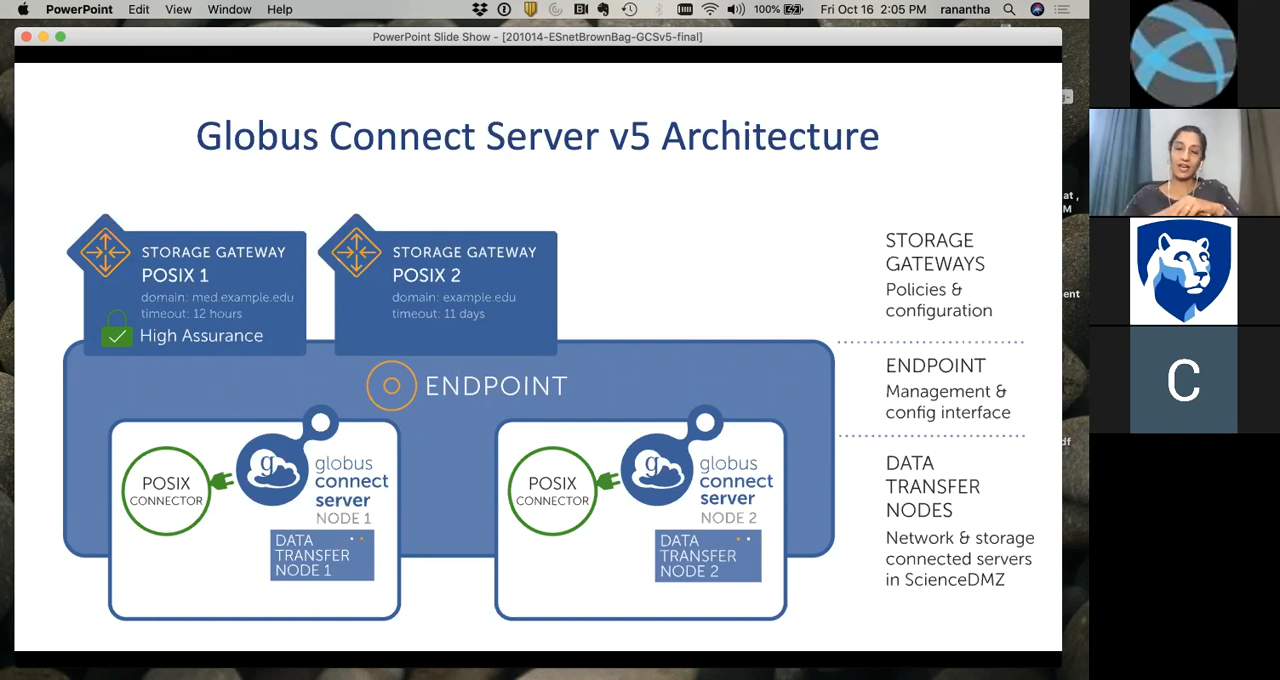 PowerPoint Edit View Window Help 100% Fri Oct 16 2:05 PM ranantha
PowerPoint Slide Show - [201014-ESnetBrownBag-GCSv5-final]
Globus Connect Server v5 Architecture
STORAGE GATEWAY
POSIX 1
domain: med.example.edu
timeout: 12 hours
High Assurance
STORAGE GATEWAY
POSIX 2
domain: example.edu
timeout: 11 days
STORAGE
GATEWAYS
Policies &
configuration
ENDPOINT
ENDPOINT
Management &
config interface
POSIX
CONNECTOR
g
globus
connect
server
NODE 1
DATA
TRANSFER
NODE 1
POSIX
CONNECTOR
g
globus
connect
server
NODE 2
DATA
TRANSFER
NODE 2
DATA
TRANSFER
NODES
Network & storage
connected servers
in ScienceDMZ
C